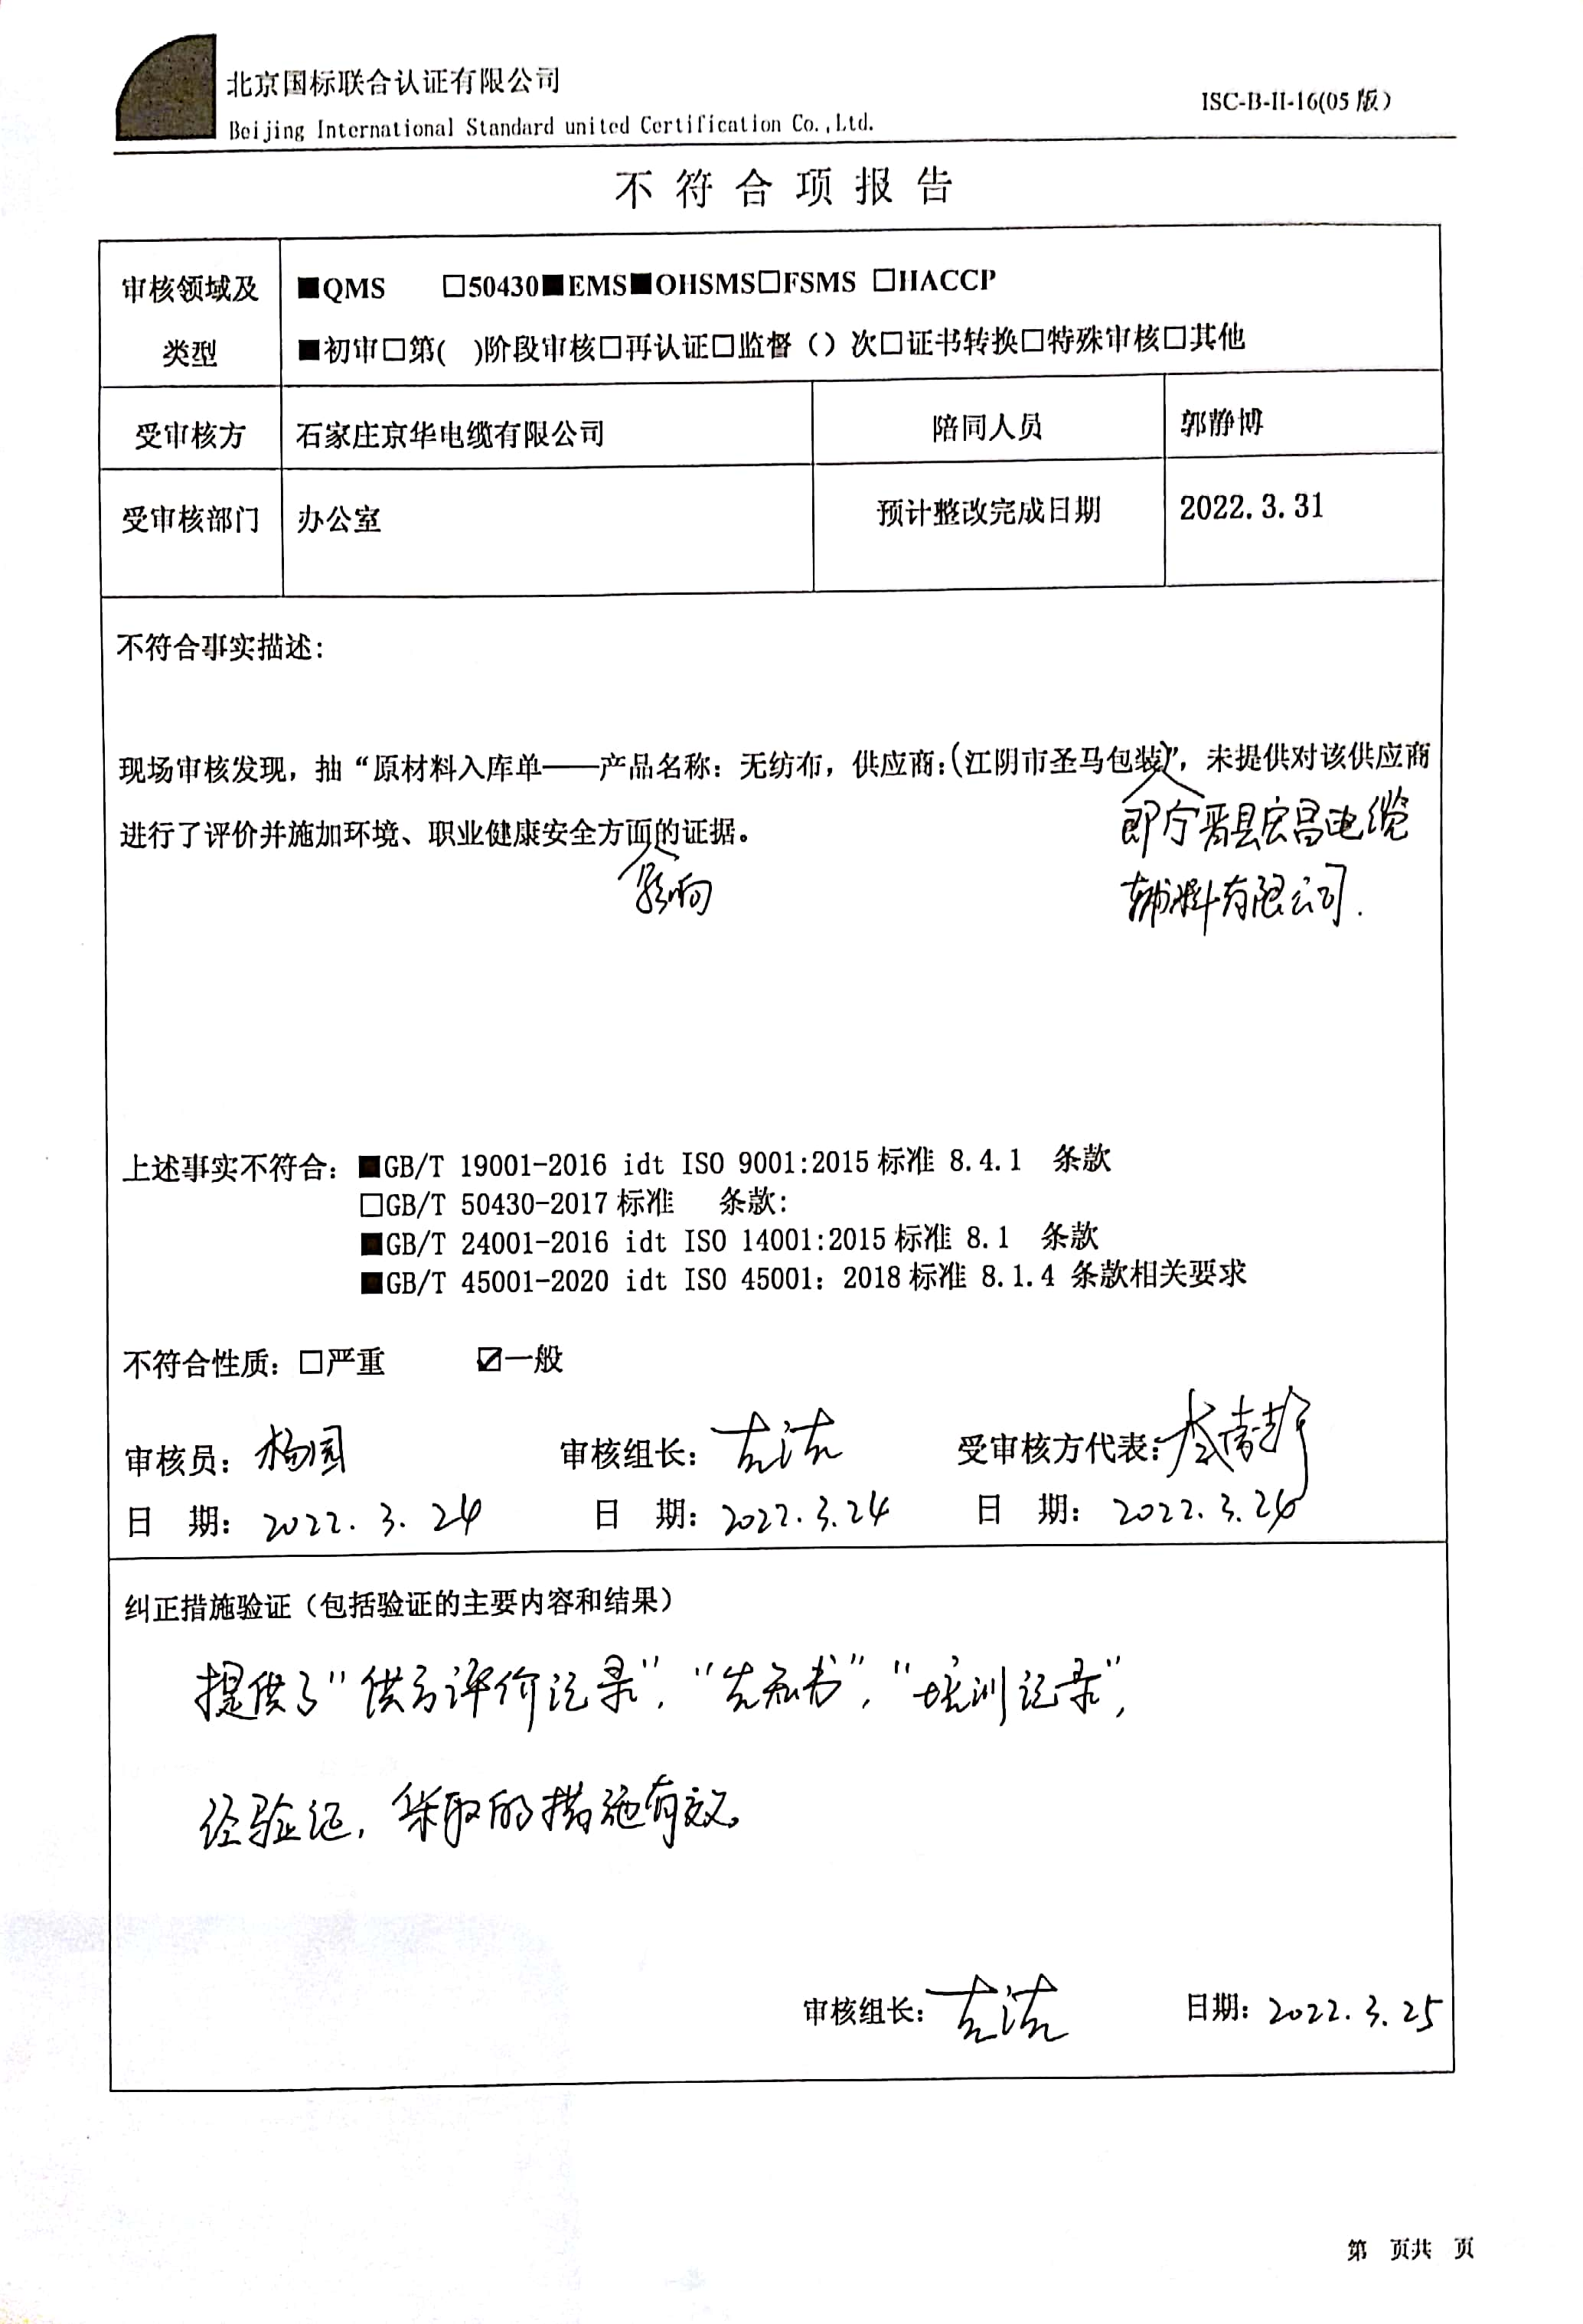 北京国标联合认证有限公司
Beijing International Standard united Certification Co.,Ltd.
ISC-B-II-16(05版)
不符合项报告
审核领域及类型
■QMS □50430■EMS■OHSMS□FSMS □HACCP
■初审□第( )阶段审核□再认证□监督()次□证书转换□特殊审核□其他
受审核方 石家庄京华电缆有限公司 陪同人员 郭静博
受审核部门 办公室 预计整改完成日期 2022.3.31
不符合事实描述:
现场审核发现，抽“原材料入库单——产品名称：无纺布，供应商：(江阴市圣马包装)”，未提供对该供应商
即宁晋县宏昌电缆
辅料有限公司.
进行了评价并施加环境、职业健康安全方面的证据。
影响
上述事实不符合：■GB/T 19001-2016 idt ISO 9001:2015标准 8.4.1 条款
□GB/T 50430-2017标准 条款:
■GB/T 24001-2016 idt ISO 14001:2015标准 8.1 条款
■GB/T 45001-2020 idt ISO 45001：2018标准 8.1.4 条款相关要求
不符合性质：□严重 ☑一般
审核员：杨园 审核组长： 受审核方代表：
日 期：2022.3.24 日 期：2022.3.24 日 期：2022.3.24
纠正措施验证（包括验证的主要内容和结果）
提供了“供方评价记录”，“告知书”，“培训记录”，
经验证，采取的措施有效。
审核组长： 日期：2022.3.25
第 页共 页